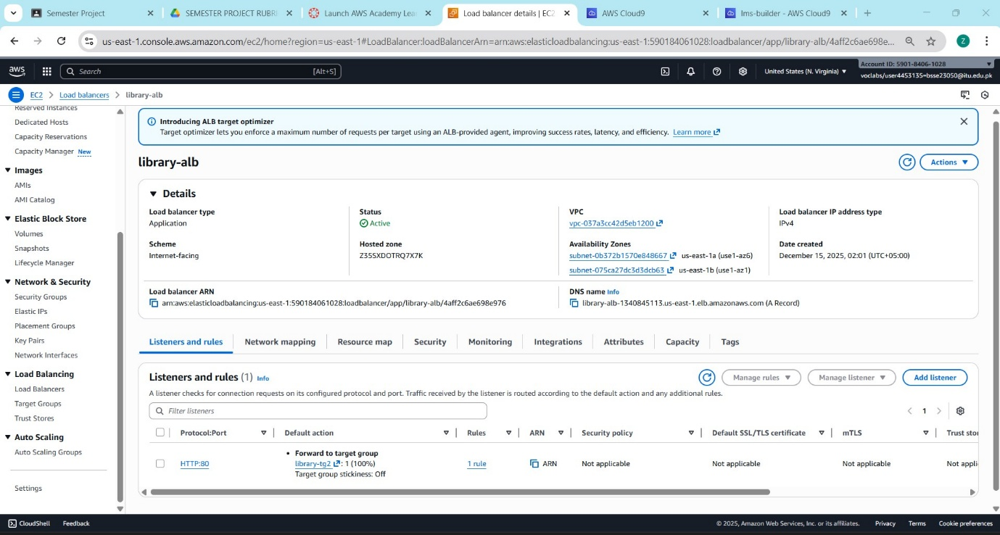 Semester Project
SEMESTER PROJECT RUBRI
Launch AWS Academy Lea
Load balancer details | EC2
AWS Cloud9
lms-builder - AWS Cloud9
us-east-1.console.aws.amazon.com/ec2/home?region=us-east-1#LoadBalancer:loadBalancerArn=arn:aws:elasticloadbalancing:us-east-1:590184061028:loadbalancer/app/library-alb/4aff2c6ae698e...
Z
aws
Search
[Alt+S]
United States (N. Virginia)
Account ID: 5901-8406-1028
voclabs/user4453135=bsse23050@itu.edu.pk
EC2 > Load balancers > library-alb
Reserved Instances
Dedicated Hosts
Capacity Reservations
Capacity Manager New
Images
AMIs
AMI Catalog
Elastic Block Store
Volumes
Snapshots
Lifecycle Manager
Network & Security
Security Groups
Elastic IPs
Placement Groups
Key Pairs
Network Interfaces
Load Balancing
Load Balancers
Target Groups
Trust Stores
Auto Scaling
Auto Scaling Groups
Settings
Introducing ALB target optimizer
Target optimizer lets you enforce a maximum number of requests per target using an ALB-provided agent, improving success rates, latency, and efficiency. Learn more
library-alb
Actions
Details
Load balancer type
Application
Status
Active
VPC
vpc-037a3cc42d5eb1200
Load balancer IP address type
IPv4
Scheme
Internet-facing
Hosted zone
Z35SXDOTRQ7X7K
Availability Zones
subnet-0b372b1570e848667 us-east-1a (use1-az6)
subnet-075ca27dc3d3dcb63 us-east-1b (use1-az1)
Date created
December 15, 2025, 02:01 (UTC+05:00)
Load balancer ARN
arn:aws:elasticloadbalancing:us-east-1:590184061028:loadbalancer/app/library-alb/4aff2c6ae698e976
DNS name Info
library-alb-1340845113.us-east-1.elb.amazonaws.com (A Record)
Listeners and rules
Network mapping
Resource map
Security
Monitoring
Integrations
Attributes
Capacity
Tags
Listeners and rules (1) Info
Manage rules
Manage listener
Add listener
A listener checks for connection requests on its configured protocol and port. Traffic received by the listener is routed according to the default action and any additional rules.
Filter listeners
1
Protocol:Port
Default action
Rules
ARN
Security policy
Default SSL/TLS certificate
mTLS
Trust stor
HTTP:80
• Forward to target group
library-tg2: 1 (100%)
Target group stickiness: Off
1 rule
ARN
Not applicable
Not applicable
Not applicable
Not appli
CloudShell
Feedback
© 2025, Amazon Web Services, Inc. or its affiliates.
Privacy
Terms
Cookie preferences